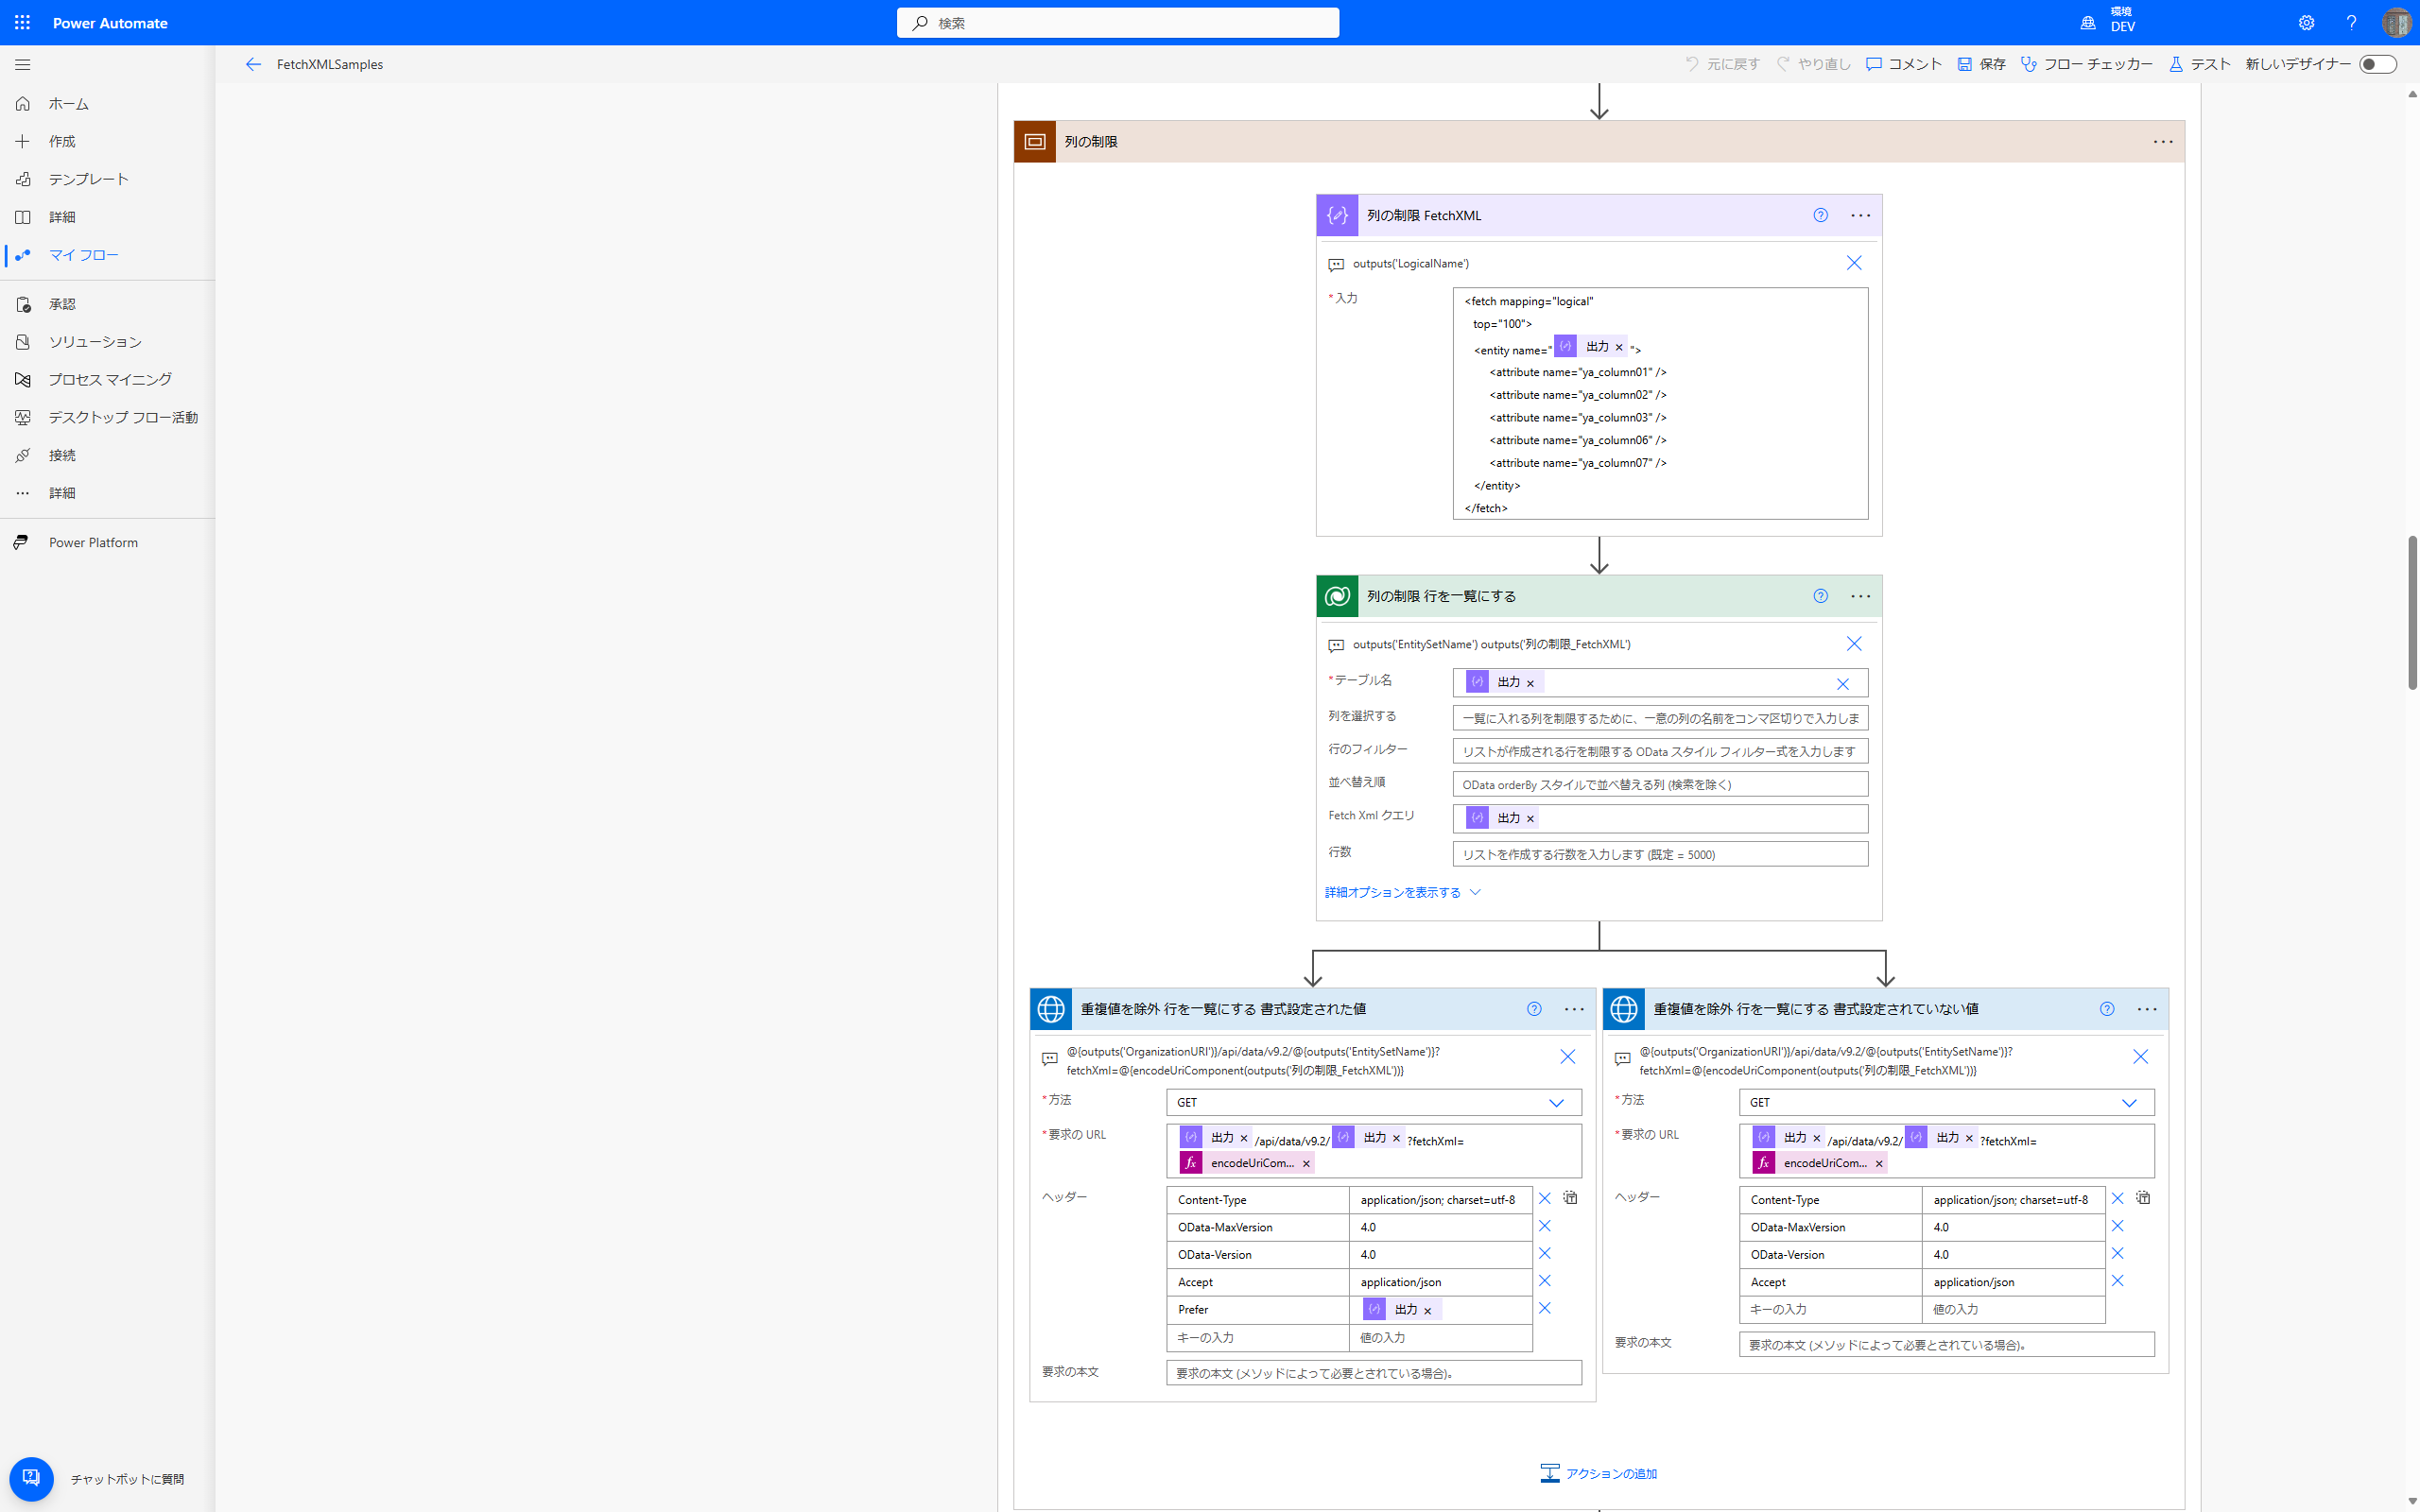 Power Automate
検索
環境
DEV
FetchXMLSamples
元に戻す
やり直し
コメント
保存
フロー チェッカー
テスト
新しいデザイナー
ホーム
作成
テンプレート
詳細
マイ フロー
承認
ソリューション
プロセス マイニング
デスクトップ フロー活動
接続
詳細
Power Platform
チャットボットに質問
列の制限
列の制限 FetchXML
outputs('LogicalName')
*入力
<fetch mapping="logical"
top="100">
<entity name=" 出力 ">
<attribute name="ya_column01" />
<attribute name="ya_column02" />
<attribute name="ya_column03" />
<attribute name="ya_column06" />
<attribute name="ya_column07" />
</entity>
</fetch>
列の制限 行を一覧にする
outputs('EntitySetName') outputs('列の制限_FetchXML')
*テーブル名 出力
列を選択する 一覧に入れる列を制限するために、一意の列の名前をコンマ区切りで入力しま
行のフィルター リストが作成される行を制限する OData スタイル フィルター式を入力します
並べ替え順 OData orderBy スタイルで並べ替える列 (検索を除く)
Fetch Xml クエリ 出力
行数 リストを作成する行数を入力します (既定 = 5000)
詳細オプションを表示する
重複値を除外 行を一覧にする 書式設定された値
@{outputs('OrganizationURI')}/api/data/v9.2/@{outputs('EntitySetName')}?
fetchXml=@{encodeUriComponent(outputs('列の制限_FetchXML'))}
*方法 GET
*要求の URL 出力 /api/data/v9.2/ 出力 ?fetchXml=
encodeUriCom...
ヘッダー Content-Type application/json; charset=utf-8
OData-MaxVersion 4.0
OData-Version 4.0
Accept application/json
Prefer 出力
キーの入力 値の入力
要求の本文 要求の本文 (メソッドによって必要とされている場合)。
重複値を除外 行を一覧にする 書式設定されていない値
@{outputs('OrganizationURI')}/api/data/v9.2/@{outputs('EntitySetName')}?
fetchXml=@{encodeUriComponent(outputs('列の制限_FetchXML'))}
*方法 GET
*要求の URL 出力 /api/data/v9.2/ 出力 ?fetchXml=
encodeUriCom...
ヘッダー Content-Type application/json; charset=utf-8
OData-MaxVersion 4.0
OData-Version 4.0
Accept application/json
キーの入力 値の入力
要求の本文 要求の本文 (メソッドによって必要とされている場合)。
アクションの追加